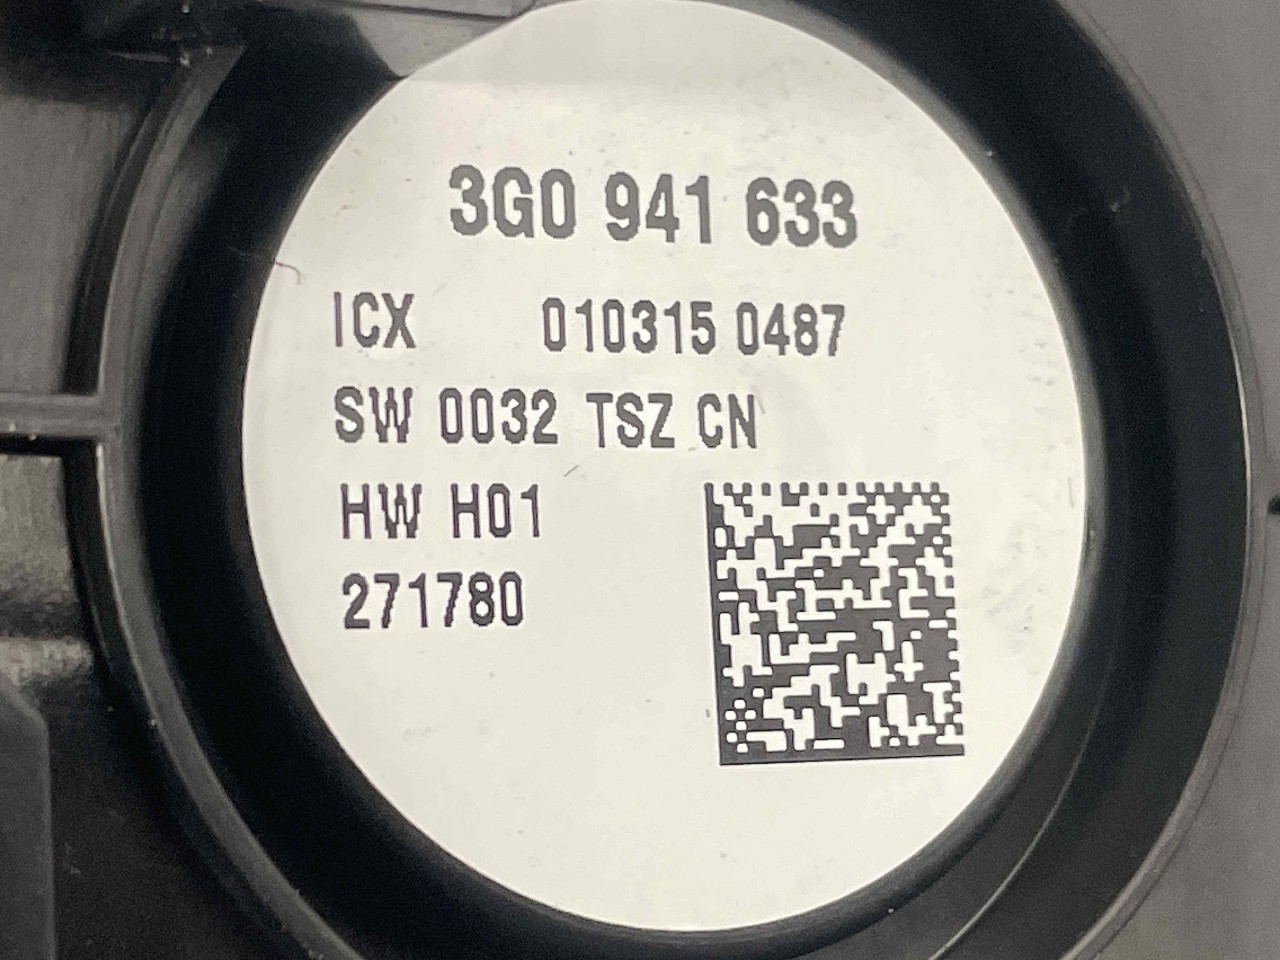 3G0 941 633
ICX 010315 0487
SW 0032 TSZ CN
HW H01
271780